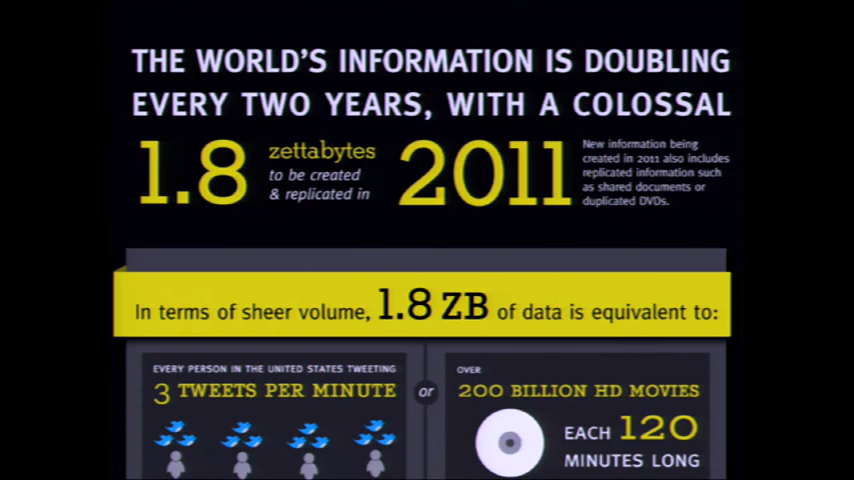 THE WORLD'S INFORMATION IS DOUBLING
EVERY TWO YEARS, WITH A COLOSSAL
1.8 zettabytes
to be created
& replicated in
2011
New information being
created in 2011 also includes
replicated information such
as shared documents or
duplicated DVDs.
In terms of sheer volume, 1.8 ZB of data is equivalent to:
EVERY PERSON IN THE UNITED STATES TWEETING
3 TWEETS PER MINUTE
or
OVER
200 BILLION HD MOVIES
EACH 120
MINUTES LONG